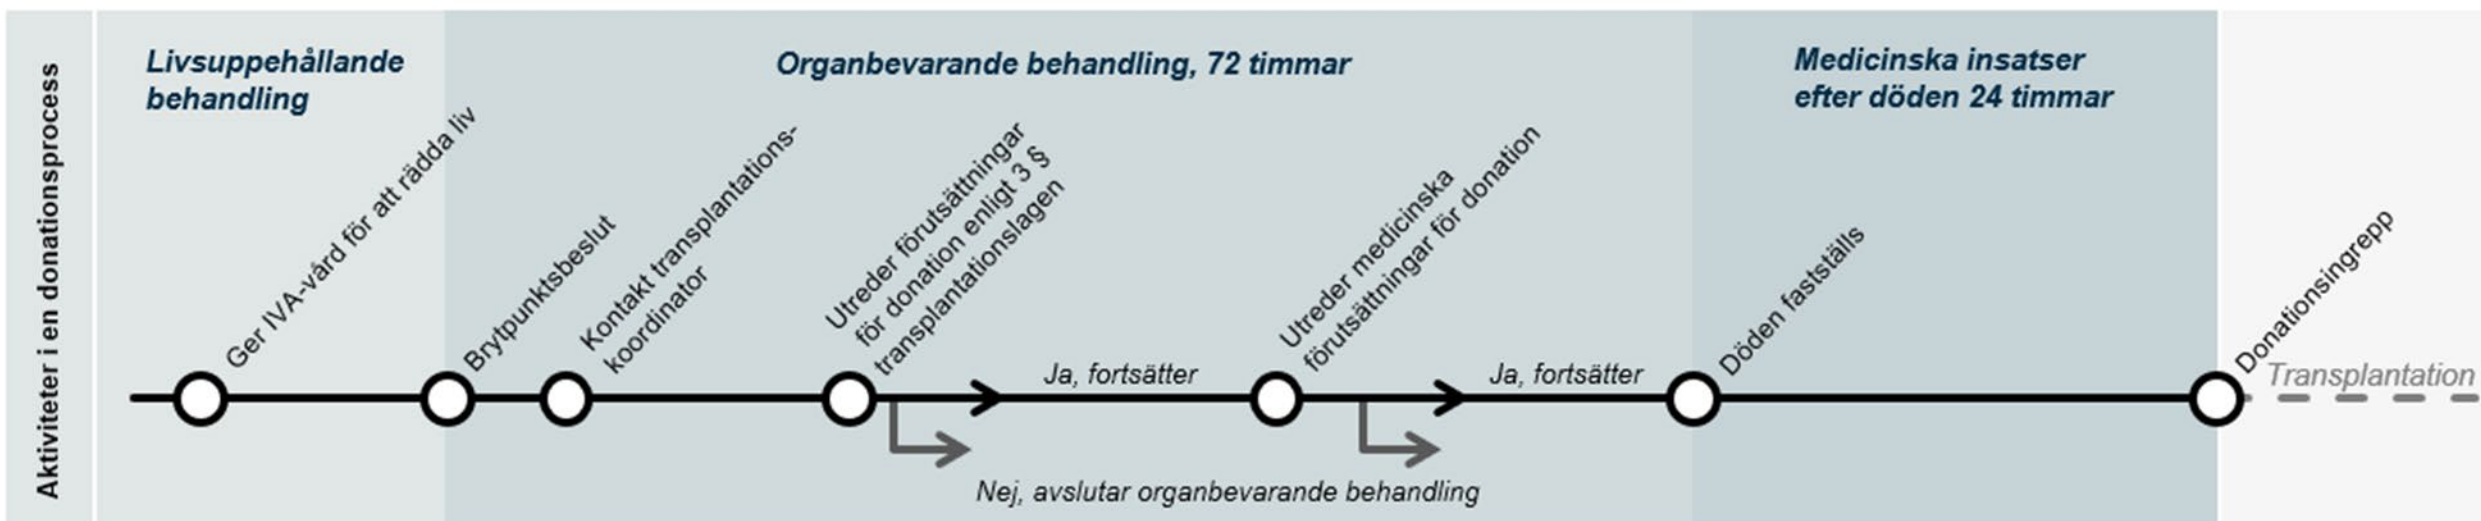 Aktiviteter i en donationsprocess
Livsuppehållande
behandling
Organbevarande behandling, 72 timmar
Medicinska insatser
efter döden 24 timmar
Ger IVA-vård för att rädda liv
Brytpunktsbeslut
Kontakt transplantations-
koordinator
Utreder förutsättningar
för donation enligt 3 §
transplantationslagen
Ja, fortsätter
Utreder medicinska
förutsättningar för donation
Ja, fortsätter
Döden fastställs
Donationsingrepp
Transplantation
Nej, avslutar organbevarande behandling